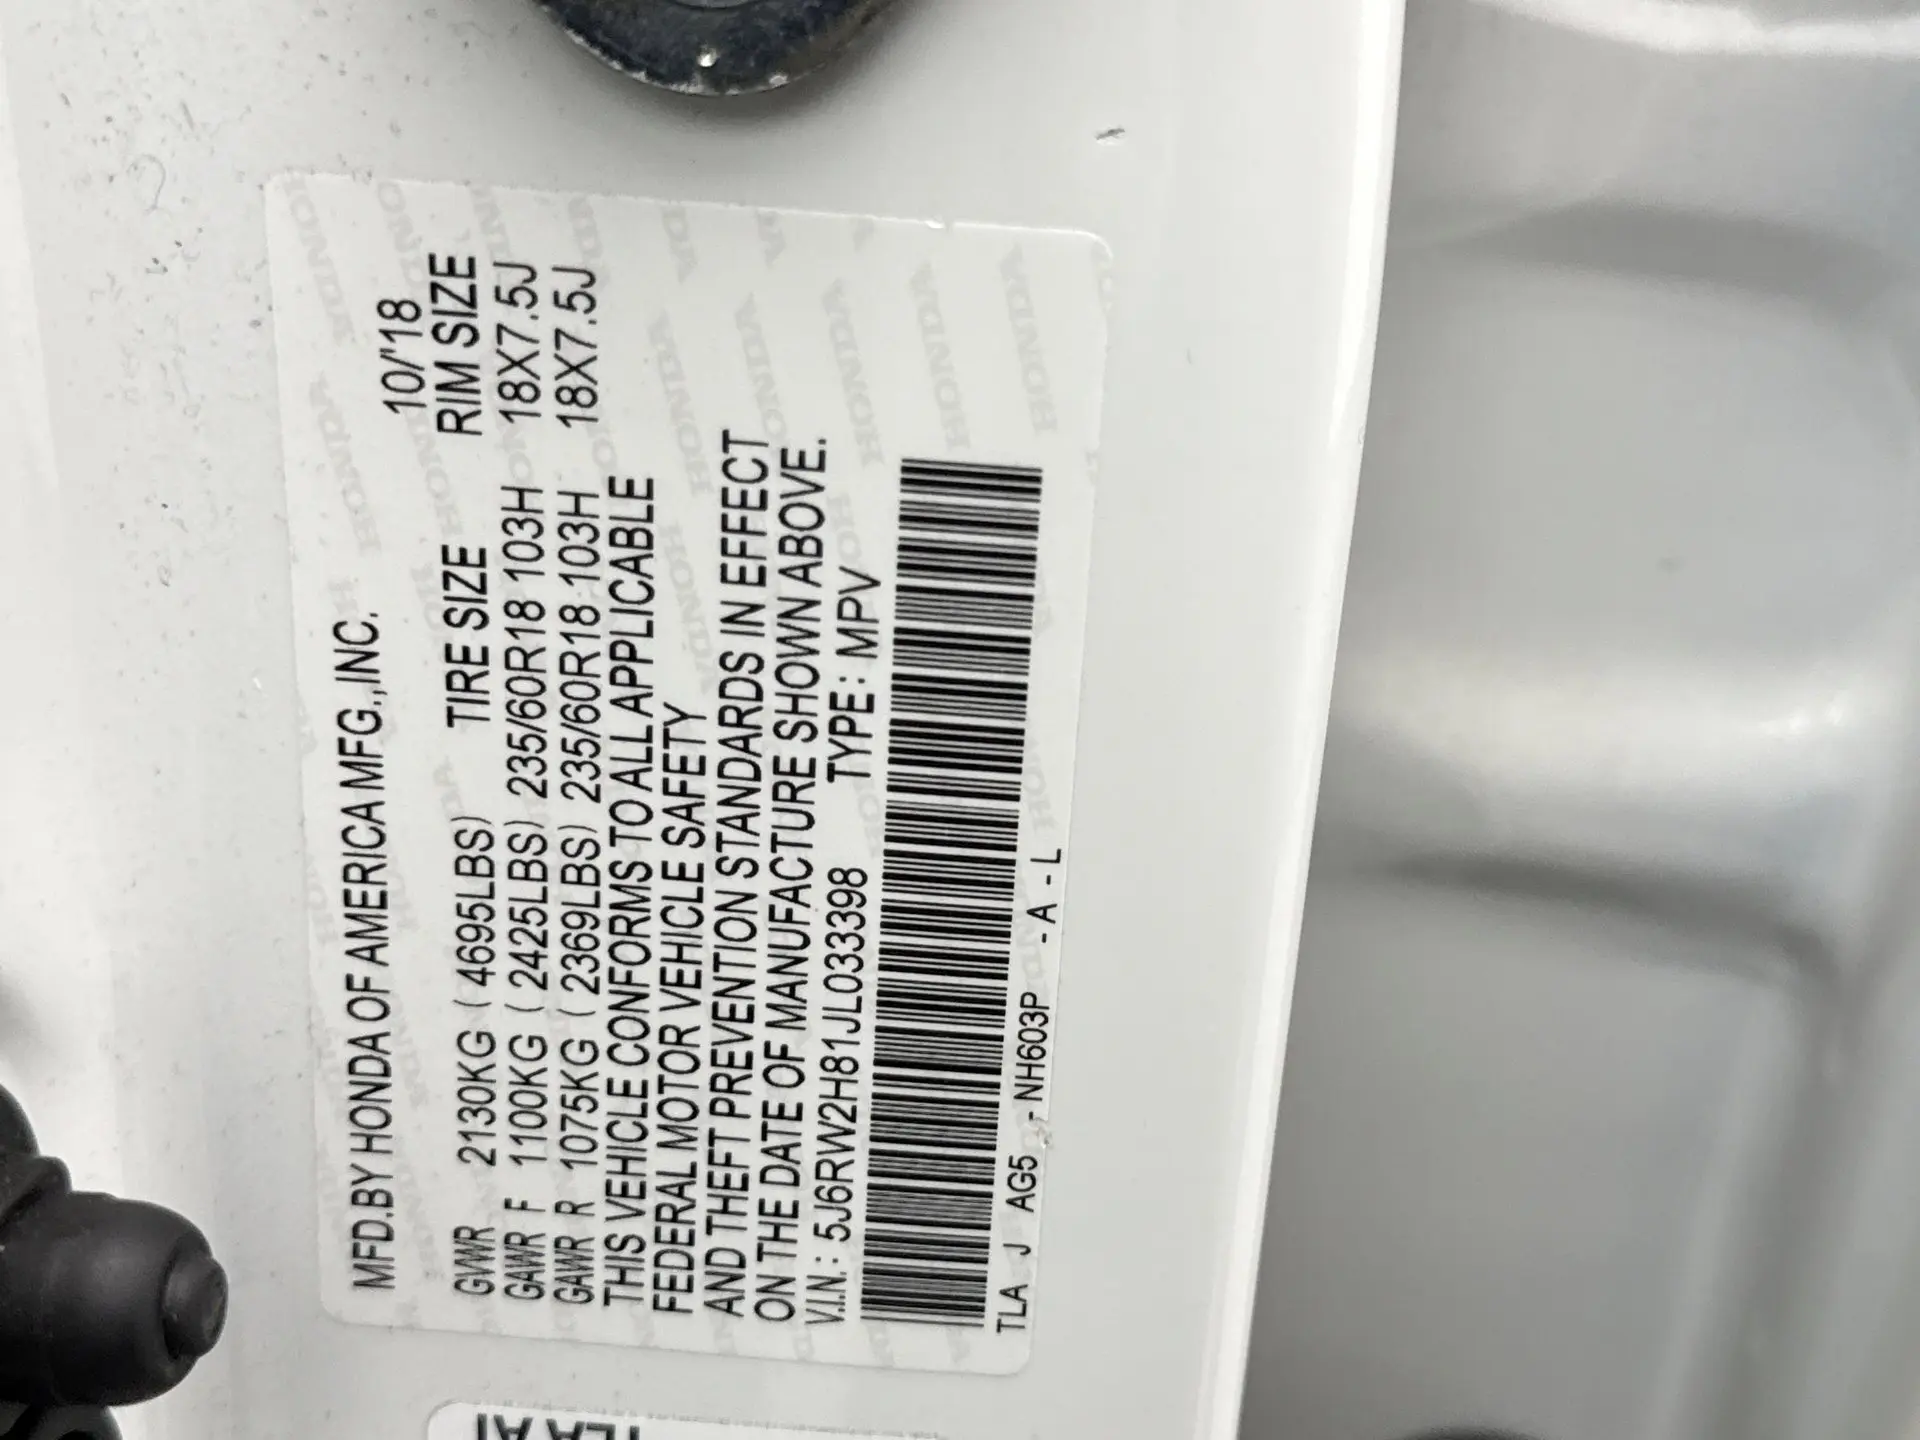 MFD.BY HONDA OF AMERICA MFG.,INC.
10/'18
TIRE SIZE RIM SIZE
GVWR 2130KG ( 4695LBS)
GAWR F 1100KG ( 2425LBS) 235/60R18 103H 18X7.5J
GAWR R 1075KG ( 2369LBS) 235/60R18 103H 18X7.5J
THIS VEHICLE CONFORMS TO ALL APPLICABLE
FEDERAL MOTOR VEHICLE SAFETY
AND THEFT PREVENTION STANDARDS IN EFFECT
ON THE DATE OF MANUFACTURE SHOWN ABOVE.
V.I.N.: 5J6RW2H81JL033398 TYPE: MPV
TLA J AG5 - NH603P - A - L